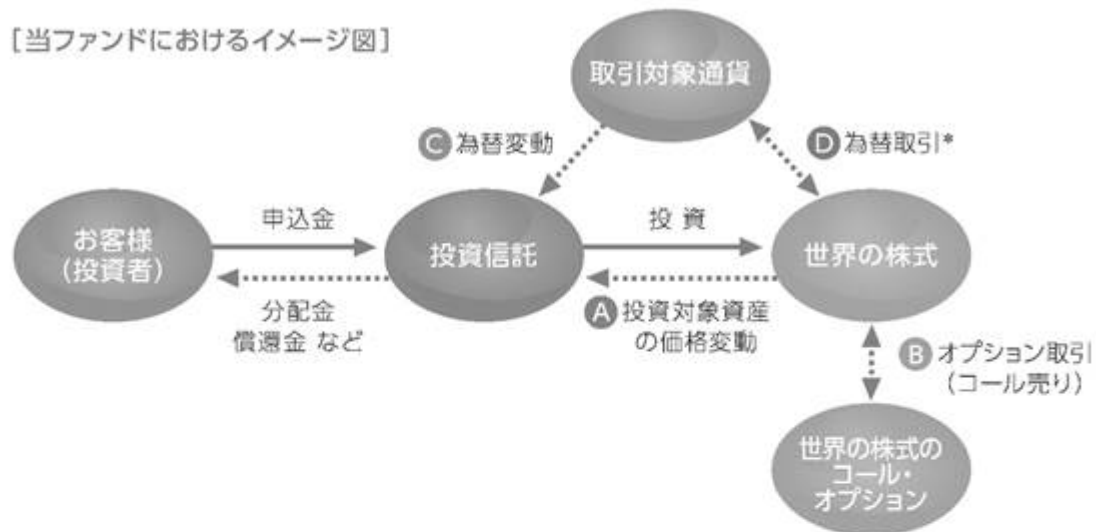 [当ファンドにおけるイメージ図]
取引対象通貨
C 為替変動
D 為替取引*
お客様
(投資者)
申込金
投資信託
投 資
世界の株式
分配金
償還金 など
A 投資対象資産
の価格変動
B オプション取引
(コール売り)
世界の株式の
コール・
オプション